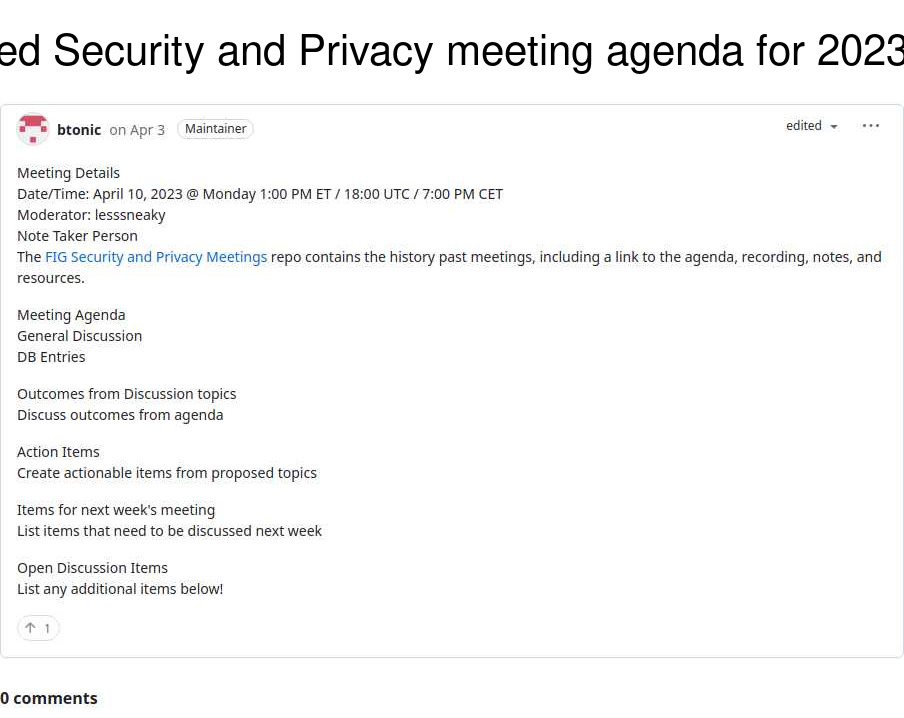 ed Security and Privacy meeting agenda for 2023
btonic on Apr 3 Maintainer edited
Meeting Details
Date/Time: April 10, 2023 @ Monday 1:00 PM ET / 18:00 UTC / 7:00 PM CET
Moderator: lesssneaky
Note Taker Person
The FIG Security and Privacy Meetings repo contains the history past meetings, including a link to the agenda, recording, notes, and
resources.
Meeting Agenda
General Discussion
DB Entries
Outcomes from Discussion topics
Discuss outcomes from agenda
Action Items
Create actionable items from proposed topics
Items for next week's meeting
List items that need to be discussed next week
Open Discussion Items
List any additional items below!
↑ 1
0 comments